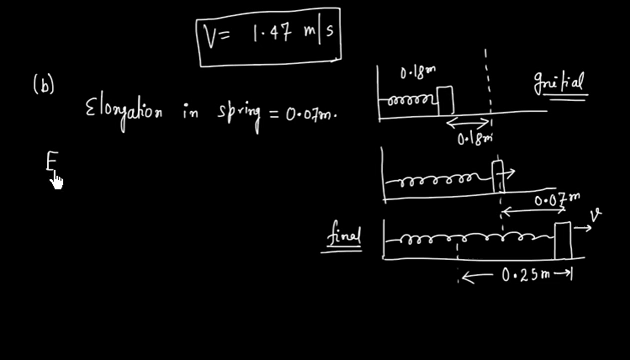 V= 1.47 m/s
(b)
Elongation in spring = 0.07m.
E
0.18m
Initial
0.18m
0.07m
final
V
0.25m